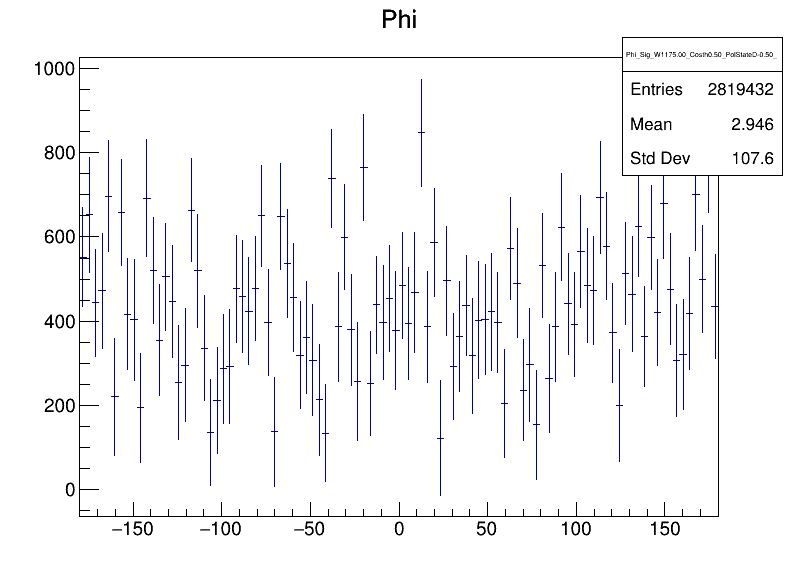 Phi
Phi_Sig_W1175.00_Costh0.50_PolStateD-0.50_
Entries 2819432
Mean 2.946
Std Dev 107.6
1000
800
600
400
200
0
−150 −100 −50 0 50 100 150